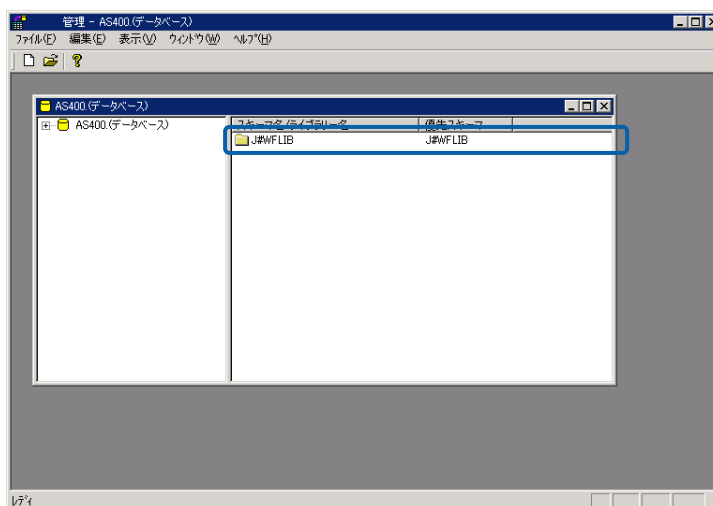 管理 - AS400.(データベース)
ファイル(F) 編集(E) 表示(V) ウィンドウ(W) ヘルプ(H)
AS400.(データベース)
AS400.(データベース)
スキーマ名/ライブラリー名 優先スキーマ
J#WFLIB J#WFLIB
レディ